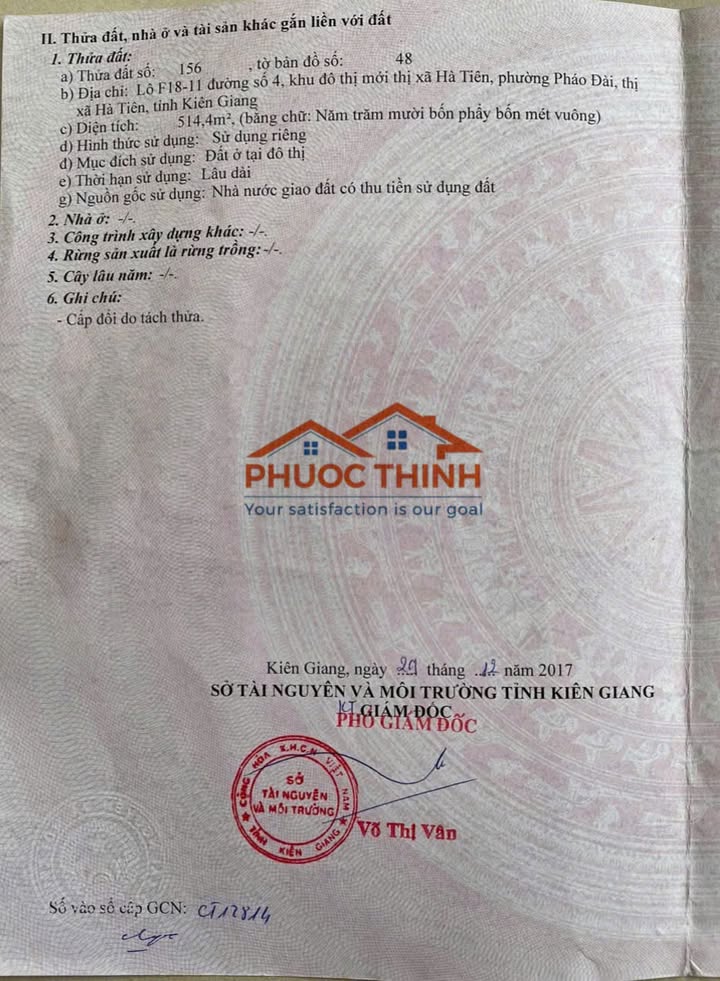 II. Thửa đất, nhà ở và tài sản khác gắn liền với đất
1. Thửa đất:
a) Thửa đất số: 156 , tờ bản đồ số: 48
b) Địa chỉ: Lô F18-11 đường số 4, khu đô thị mới thị xã Hà Tiên, phường Pháo Đài, thị
xã Hà Tiên, tỉnh Kiên Giang
c) Diện tích: 514,4m², (bằng chữ: Năm trăm mười bốn phẩy bốn mét vuông)
d) Hình thức sử dụng: Sử dụng riêng
đ) Mục đích sử dụng: Đất ở tại đô thị
e) Thời hạn sử dụng: Lâu dài
g) Nguồn gốc sử dụng: Nhà nước giao đất có thu tiền sử dụng đất
2. Nhà ở: -/-.
3. Công trình xây dựng khác: -/-.
4. Rừng sản xuất là rừng trồng: -/-.
5. Cây lâu năm: -/-.
6. Ghi chú:
- Cấp đổi do tách thửa.
PHUOC THINH
Your satisfaction is our goal
Kiên Giang, ngày 29 tháng 12 năm 2017
SỞ TÀI NGUYÊN VÀ MÔI TRƯỜNG TỈNH KIÊN GIANG
KT GIÁM ĐỐC
PHÓ GIÁM ĐỐC
CỘNG HÒA X.H.C.N VIỆT NAM
SỞ
TÀI NGUYÊN
VÀ MÔI TRƯỜNG
★ TỈNH KIÊN GIANG ★
Võ Thị Vân
Số vào sổ cấp GCN: CT12814